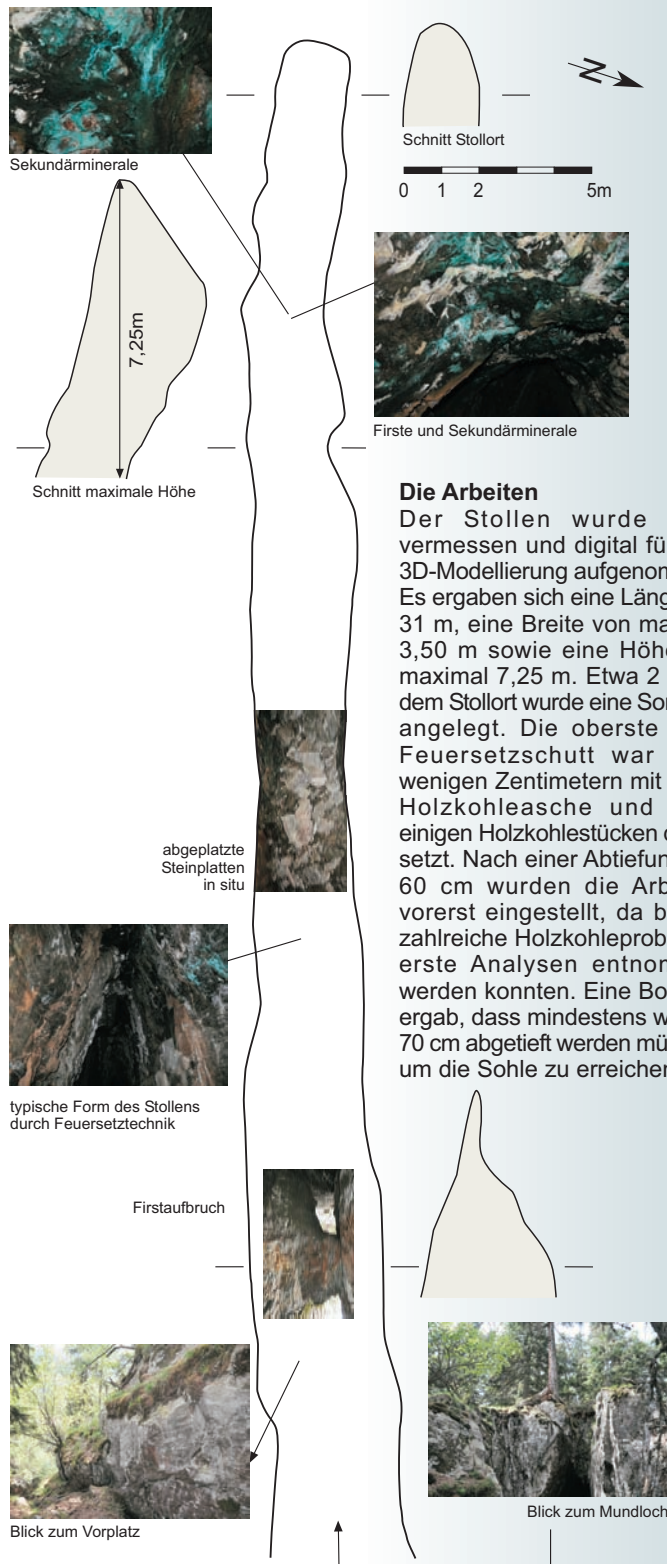 Sekundärminerale
Schnitt Stollort
N
0 1 2 5m
7,25m
Firste und Sekundärminerale
Schnitt maximale Höhe
Die Arbeiten
Der Stollen wurde
vermessen und digital fü
3D-Modellierung aufgenom
Es ergaben sich eine Läng
31 m, eine Breite von ma
3,50 m sowie eine Höhe
maximal 7,25 m. Etwa 2
dem Stollort wurde eine Son
angelegt. Die oberste
Feuersetzschutt war
wenigen Zentimetern mit
Holzkohleasche und
einigen Holzkohlestücken
setzt. Nach einer Abtiefun
60 cm wurden die Arb
vorerst eingestellt, da b
zahlreiche Holzkohleprob
erste Analysen entnom
werden konnten. Eine Bo
ergab, dass mindestens w
70 cm abgetieft werden mü
um die Sohle zu erreichen
abgeplatzte
Steinplatten
in situ
typische Form des Stollens
durch Feuersetztechnik
Firstaufbruch
Blick zum Vorplatz
Blick zum Mundloch